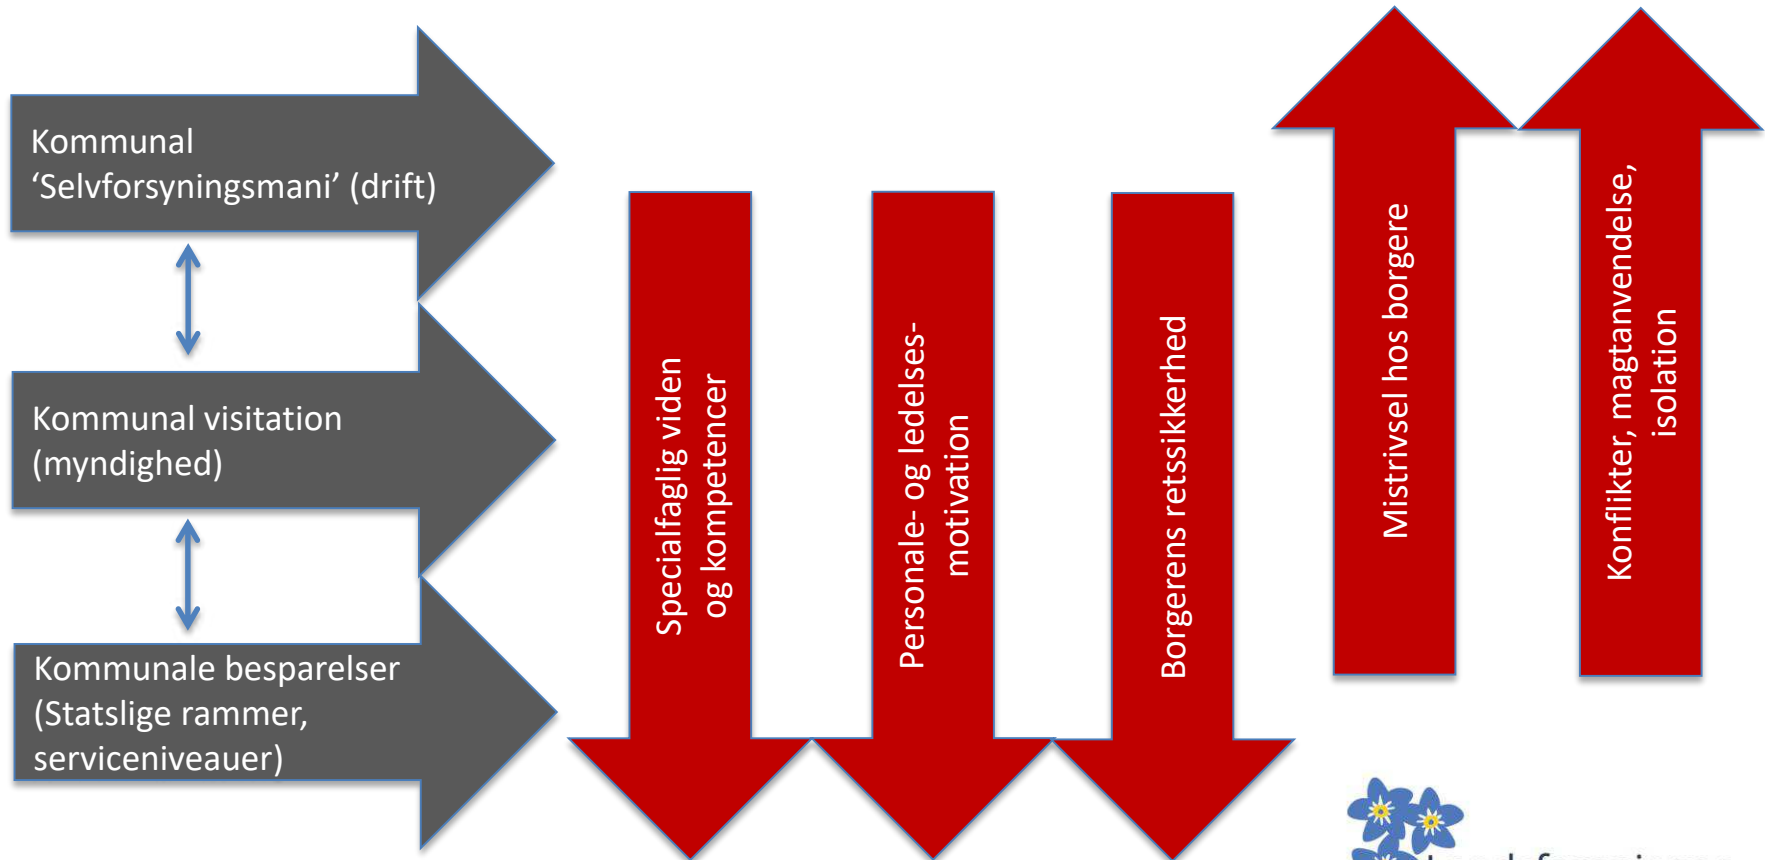 Kommunal
‘Selvforsyningsmani’ (drift)
Kommunal visitation
(myndighed)
Kommunale besparelser
(Statslige rammer,
serviceniveauer)
Specialfaglig viden
og kompetencer
Personale- og ledelses-
motivation
Borgerens retssikkerhed
Mistrivsel hos borgere
Konflikter, magtanvendelse,
isolation